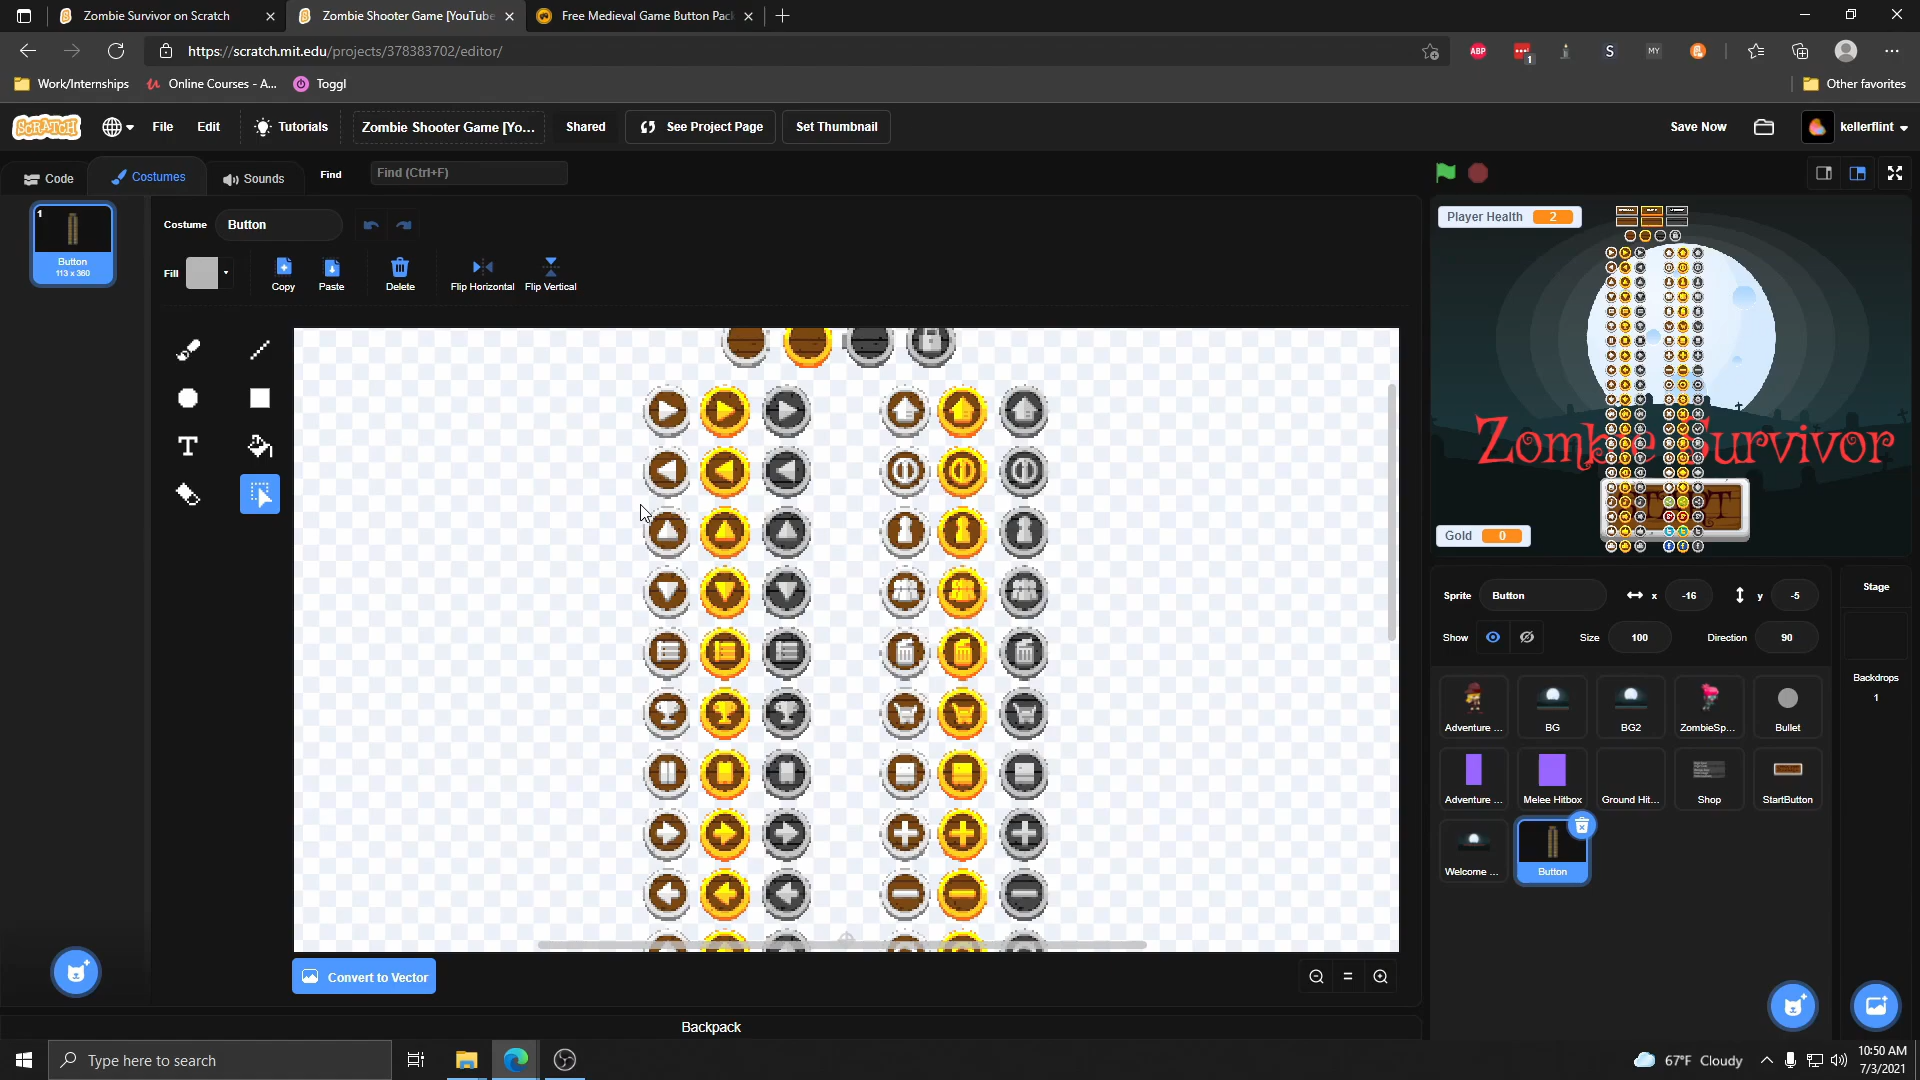 Zombie Survivor on Scratch
Zombie Shooter Game [YouTube
Free Medieval Game Button Pack
https://scratch.mit.edu/projects/378383702/editor/
ABP
1
S
MY
Work/Internships
Online Courses - A...
Toggl
Other favorites
SCRATCH
File
Edit
Tutorials
Zombie Shooter Game [Yo...
Shared
See Project Page
Set Thumbnail
Save Now
kellerflint
Code
Costumes
Sounds
Find
Find (Ctrl+F)
1
Button
113 x 360
Costume
Button
Fill
Copy
Paste
Delete
Flip Horizontal
Flip Vertical
T
Convert to Vector
Backpack
Player Health 2
Zombie Survivor
Gold 0
Sprite
Button
x
-16
y
-5
Show
Size
100
Direction
90
Stage
Backdrops
1
Adventure ...
BG
BG2
ZombieSp...
Bullet
Adventure ...
Melee Hitbox
Ground Hit...
Shop
StartButton
Welcome ...
Button
Type here to search
67°F Cloudy
10:50 AM
7/3/2021